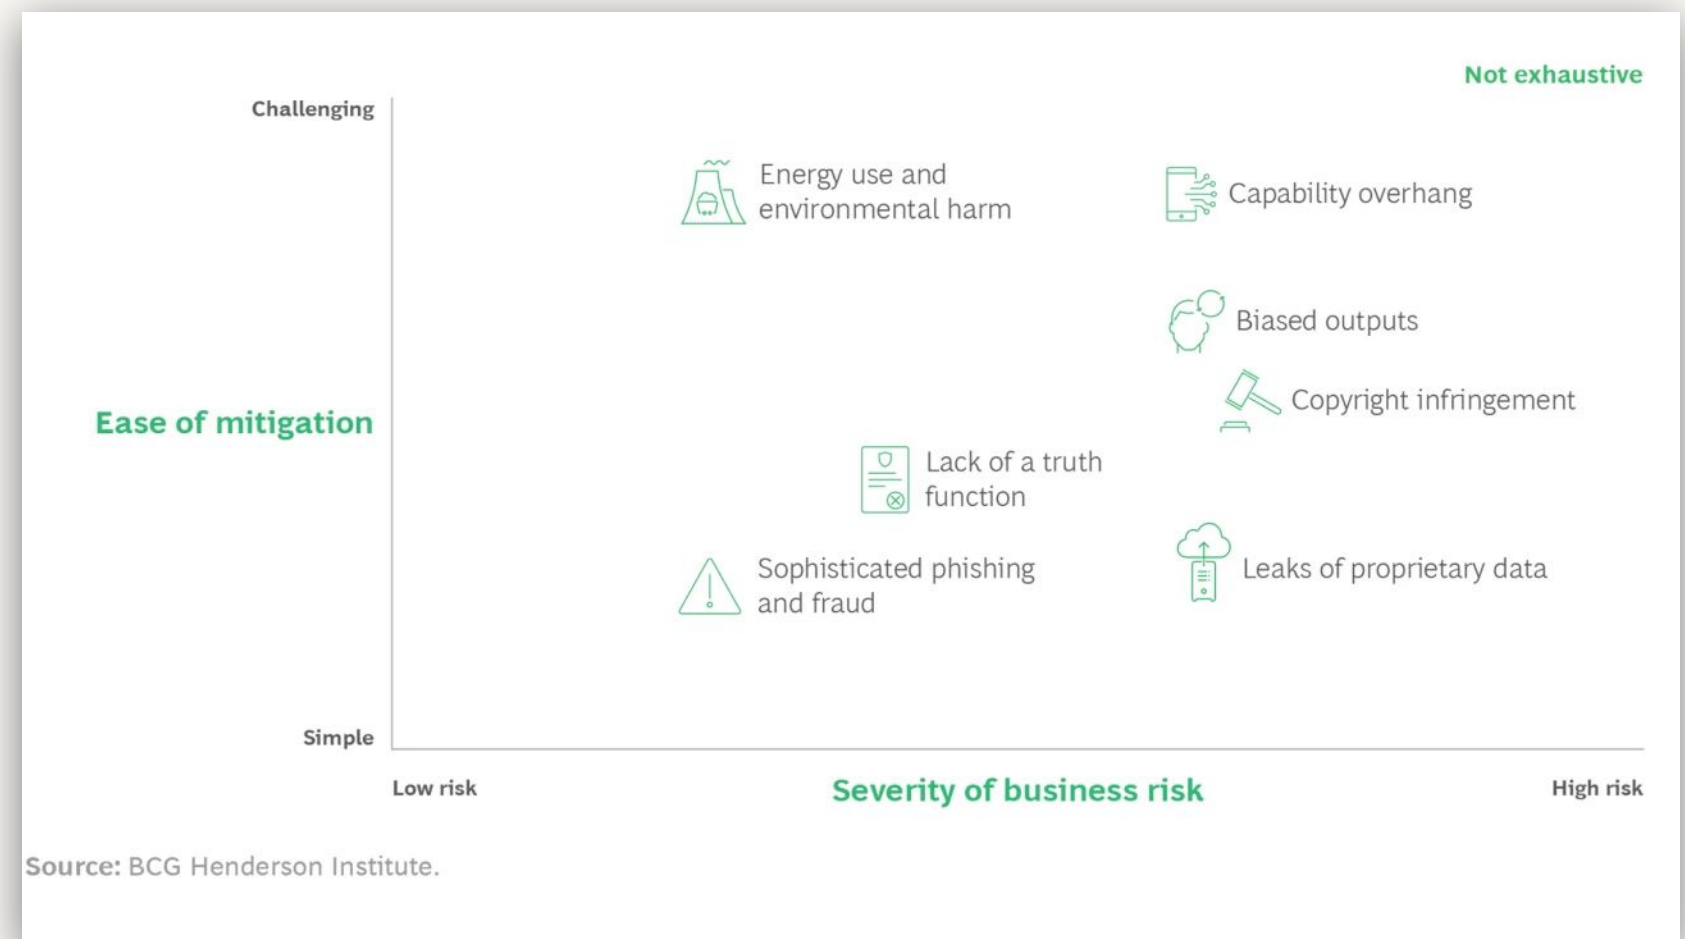 Not exhaustive
Challenging
Energy use and
environmental harm
Capability overhang
Biased outputs
Copyright infringement
Ease of mitigation
Lack of a truth
function
Sophisticated phishing
and fraud
Leaks of proprietary data
Simple
Low risk
Severity of business risk
High risk
Source: BCG Henderson Institute.